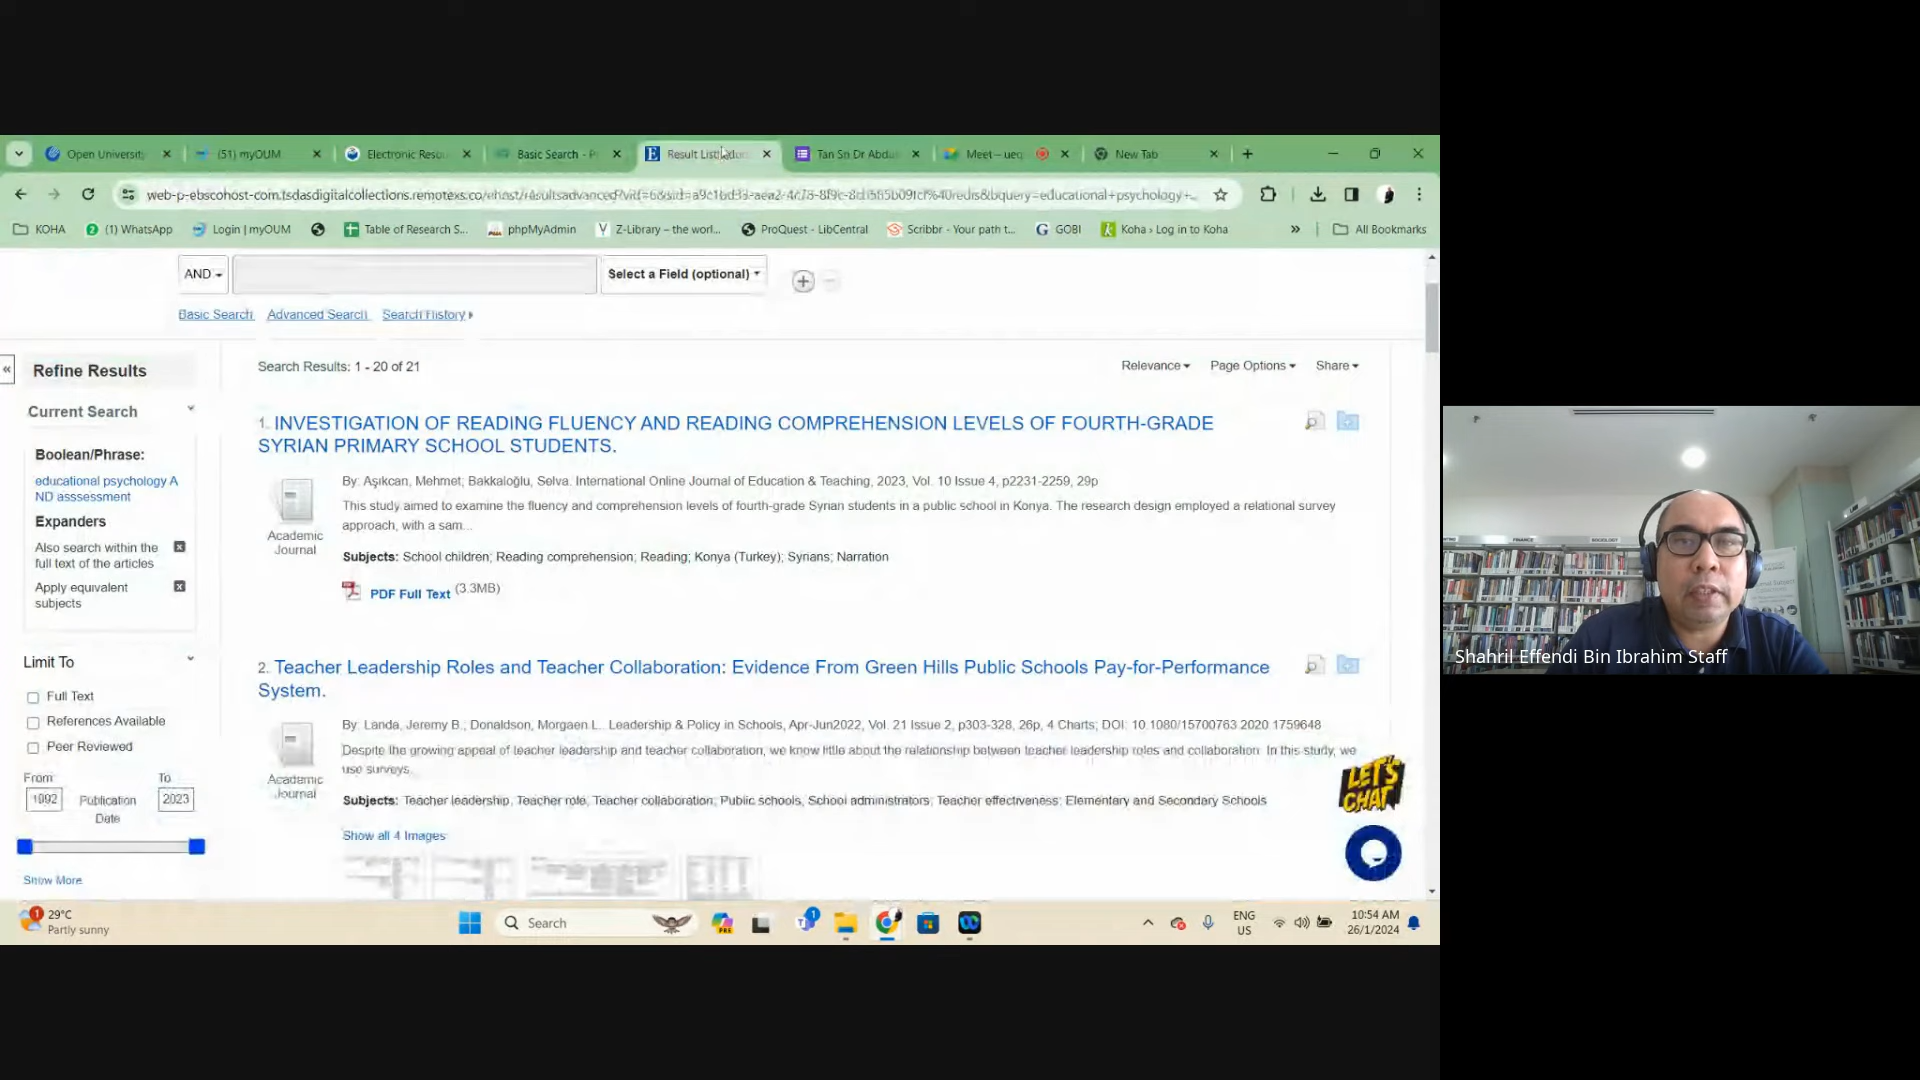 Open Universit
(51) myOUM
Electronic Resou
Basic Search - P
Result List: edu
Tan Sri Dr Abdu
Meet – ueq
New Tab
KOHA
(1) WhatsApp
Login | myOUM
Table of Research S...
phpMyAdmin
Z-Library – the worl...
ProQuest - LibCentral
Scribbr - Your path t...
GOBI
Koha › Log in to Koha
»
All Bookmarks
AND
Select a Field (optional)
Basic Search
Advanced Search
Search History
Refine Results
Current Search
Boolean/Phrase:
educational psychology A
ND asssessment
Expanders
Also search within the
full text of the articles
Apply equivalent
subjects
Limit To
Full Text
References Available
Peer Reviewed
From
To
1992
Publication
Date
2023
Show More
Search Results: 1 - 20 of 21
Relevance
Page Options
Share
1. INVESTIGATION OF READING FLUENCY AND READING COMPREHENSION LEVELS OF FOURTH-GRADE
SYRIAN PRIMARY SCHOOL STUDENTS.
By: Aşıkcan, Mehmet; Bakkaloğlu, Selva. International Online Journal of Education & Teaching, 2023, Vol. 10 Issue 4, p2231-2259, 29p
This study aimed to examine the fluency and comprehension levels of fourth-grade Syrian students in a public school in Konya. The research design employed a relational survey
approach, with a sam...
Academic
Journal
Subjects: School children; Reading comprehension; Reading; Konya (Turkey); Syrians; Narration
PDF Full Text (3.3MB)
2. Teacher Leadership Roles and Teacher Collaboration: Evidence From Green Hills Public Schools Pay-for-Performance
System.
By: Landa, Jeremy B.; Donaldson, Morgaen L.. Leadership & Policy in Schools, Apr-Jun2022, Vol. 21 Issue 2, p303-328, 26p, 4 Charts; DOI: 10.1080/15700763.2020.1759648
Despite the growing appeal of teacher leadership and teacher collaboration, we know little about the relationship between teacher leadership roles and collaboration. In this study, we
use surveys
Academic
Journal
Subjects: Teacher leadership; Teacher role; Teacher collaboration; Public schools; School administrators; Teacher effectiveness; Elementary and Secondary Schools
Show all 4 Images
LET'S
CHAT
1
29°C
Partly sunny
Search
PRE
1
ENG
US
10:54 AM
26/1/2024
FINANCE
SOCIOLOGY
Shahril Effendi Bin Ibrahim Staff